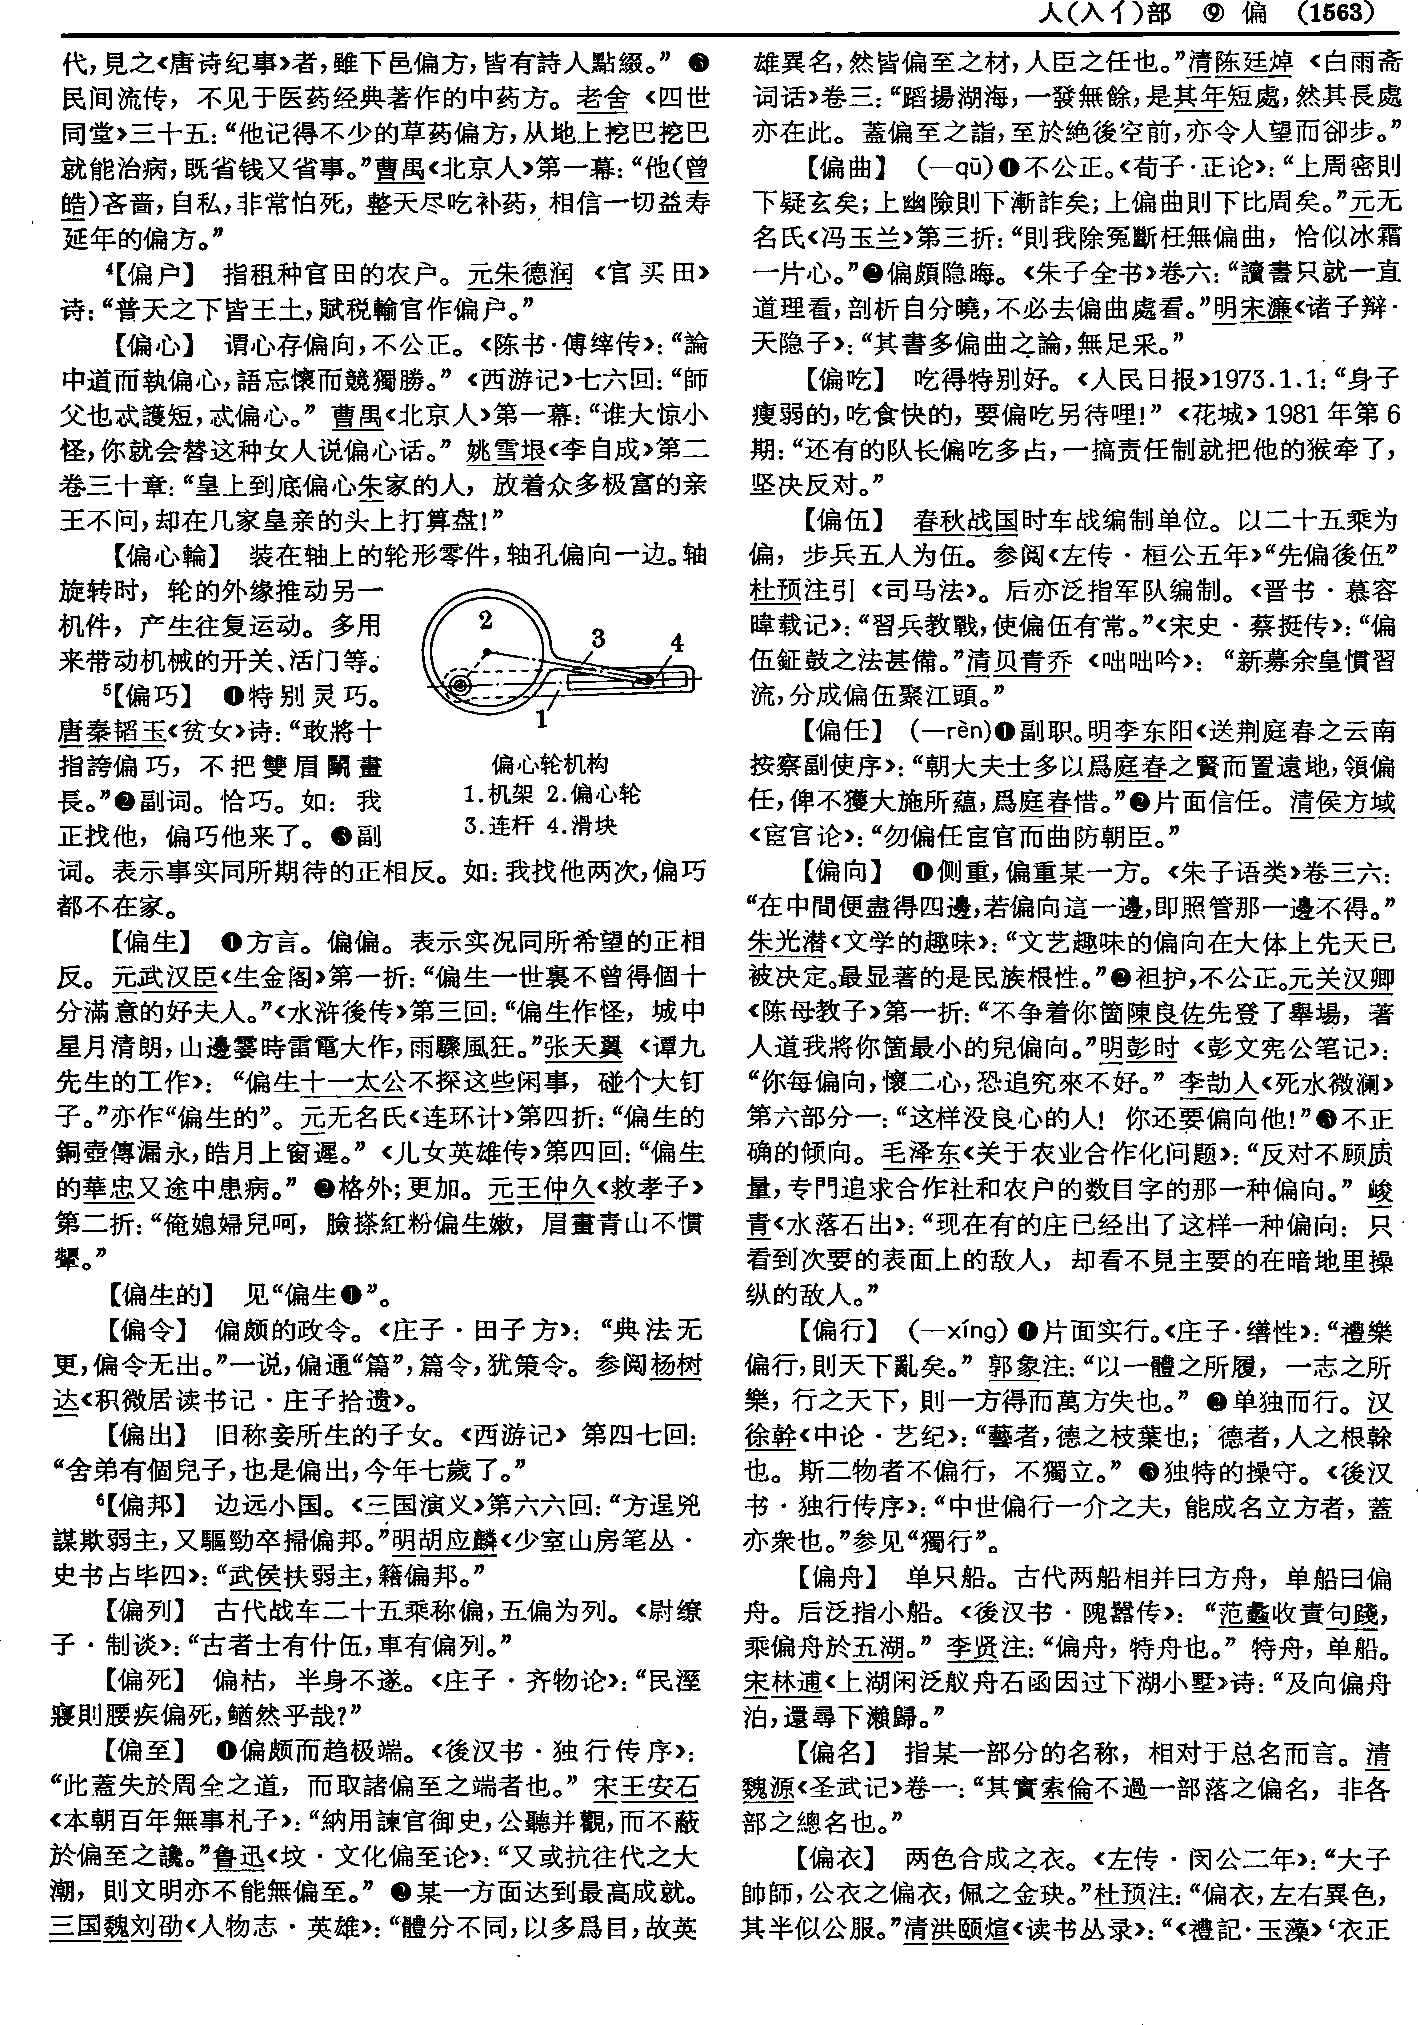 人(入亻)部　⑨　偏　(1563)
代，見之《唐诗纪事》者，雖下邑偏方，皆有詩人點綴。” ❸
民间流传，不见于医药经典著作的中药方。老舍《四世
同堂》三十五：“他记得不少的草药偏方，从地上挖巴挖巴
就能治病，既省钱又省事。”曹禺《北京人》第一幕：“他(曾
皓)吝啬，自私，非常怕死，整天尽吃补药，相信一切益寿
延年的偏方。”
⁴【偏户】　指租种官田的农户。元朱德润《官买田》
诗：“普天之下皆王土，赋税輸官作偏户。”
【偏心】　谓心存偏向，不公正。《陈书·傅縡传》：“論
中道而執偏心，語忘懷而競獨勝。”《西游记》七六回：“師
父也忒護短，忒偏心。”曹禺《北京人》第一幕：“谁大惊小
怪，你就会替这种女人说偏心话。”姚雪垠《李自成》第二
卷三十章：“皇上到底偏心朱家的人，放着众多极富的亲
王不问，却在几家皇亲的头上打算盘！”
【偏心輪】　装在轴上的轮形零件，轴孔偏向一边。轴
旋转时，轮的外缘推动另一
机件，产生往复运动。多用
来带动机械的开关、活门等。
⁵【偏巧】　❶特别灵巧。
唐秦韬玉《贫女》诗：“敢將十
指誇偏巧，不把雙眉鬭畫
長。”❷副词。恰巧。如：我
正找他，偏巧他来了。❸副
2
3
4
1
偏心轮机构
1.机架 2.偏心轮
3.连杆 4.滑块
词。表示事实同所期待的正相反。如：我找他两次，偏巧
都不在家。
【偏生】　❶方言。偏偏。表示实况同所希望的正相
反。元武汉臣《生金阁》第一折：“偏生一世裏不曾得個十
分滿意的好夫人。”《水浒後传》第三回：“偏生作怪，城中
星月清朗，山邊霎時雷電大作，雨驟風狂。”张天翼《谭九
先生的工作》：“偏生十一太公不探这些闲事，碰个大钉
子。”亦作“偏生的”。元无名氏《连环计》第四折：“偏生的
銅壺傳漏永，皓月上窗遲。”《儿女英雄传》第四回：“偏生
的華忠又途中患病。” ❷格外；更加。元王仲久《救孝子》
第二折：“俺媳婦兒呵，臉搽紅粉偏生嫩，眉畫青山不慣
顰。”
【偏生的】　见“偏生❶”。
【偏令】　偏颇的政令。《庄子·田子方》：“典法无
更，偏令无出。”一说，偏通“篇”，篇令，犹策令。参阅杨树
达《积微居读书记·庄子拾遗》。
【偏出】　旧称妾所生的子女。《西游记》第四七回：
“舍弟有個兒子，也是偏出，今年七歲了。”
⁶【偏邦】　边远小国。《三国演义》第六六回：“方逞兇
謀欺弱主，又驅勁卒掃偏邦。”明胡应麟《少室山房笔丛·
史书占毕四》：“武侯扶弱主，籍偏邦。”
【偏列】　古代战车二十五乘称偏，五偏为列。《尉缭
子·制谈》：“古者士有什伍，車有偏列。”
【偏死】　偏枯，半身不遂。《庄子·齐物论》：“民溼
寢則腰疾偏死，鰌然乎哉？”
【偏至】　❶偏颇而趋极端。《後汉书·独行传序》：
“此蓋失於周全之道，而取諸偏至之端者也。”宋王安石
《本朝百年無事札子》：“納用諫官御史，公聽并觀，而不蔽
於偏至之讒。”鲁迅《坟·文化偏至论》：“又或抗往代之大
潮，則文明亦不能無偏至。” ❷某一方面达到最高成就。
三国魏刘劭《人物志·英雄》：“體分不同，以多爲目，故英
雄異名，然皆偏至之材，人臣之任也。”清陈廷焯《白雨斋
词话》卷三：“蹈揚湖海，一發無餘，是其年短處，然其長處
亦在此。蓋偏至之詣，至於絶後空前，亦令人望而卻步。”
【偏曲】　(—qū)❶不公正。《荀子·正论》：“上周密則
下疑玄矣；上幽險則下漸詐矣；上偏曲則下比周矣。”元无
名氏《冯玉兰》第三折：“則我除冤斷枉無偏曲，恰似冰霜
一片心。”❷偏頗隐晦。《朱子全书》卷六：“讀書只就一直
道理看，剖析自分曉，不必去偏曲處看。”明宋濂《诸子辩·
天隐子》：“其書多偏曲之論，無足采。”
【偏吃】　吃得特别好。《人民日报》1973.1.1：“身子
瘦弱的，吃食快的，要偏吃另待哩！”《花城》1981年第6
期：“还有的队长偏吃多占，一搞责任制就把他的猴牵了，
坚决反对。”
【偏伍】　春秋战国时车战编制单位。以二十五乘为
偏，步兵五人为伍。参阅《左传·桓公五年》“先偏後伍”
杜预注引《司马法》。后亦泛指军队编制。《晋书·慕容
暐载记》：“習兵教戰，使偏伍有常。”《宋史·蔡挺传》：“偏
伍鉦鼓之法甚備。”清贝青乔《咄咄吟》：“新募余皇慣習
流，分成偏伍聚江頭。”
【偏任】　(—rèn)❶副职。明李东阳《送荆庭春之云南
按察副使序》：“朝大夫士多以爲庭春之賢而置遠地，領偏
任，俾不獲大施所蘊，爲庭春惜。”❷片面信任。清侯方域
《宦官论》：“勿偏任宦官而曲防朝臣。”
【偏向】　❶侧重，偏重某一方。《朱子语类》卷三六：
“在中間便盡得四邊，若偏向這一邊，即照管那一邊不得。”
朱光潜《文学的趣味》：“文艺趣味的偏向在大体上先天已
被决定。最显著的是民族根性。”❷袒护，不公正。元关汉卿
《陈母教子》第一折：“不争着你箇陳良佐先登了舉場，著
人道我將你箇最小的兒偏向。”明彭时《彭文宪公笔记》：
“你每偏向，懷二心，恐追究來不好。”李劼人《死水微澜》
第六部分一：“这样没良心的人！你还要偏向他！”❸不正
确的倾向。毛泽东《关于农业合作化问题》：“反对不顾质
量，专門追求合作社和农户的数目字的那一种偏向。”峻
青《水落石出》：“现在有的庄已经出了这样一种偏向：只
看到次要的表面上的敌人，却看不見主要的在暗地里操
纵的敌人。”
【偏行】　(—xíng)❶片面实行。《庄子·缮性》：“禮樂
偏行，則天下亂矣。”郭象注：“以一體之所履，一志之所
樂，行之天下，則一方得而萬方失也。” ❷单独而行。汉
徐幹《中论·艺纪》：“藝者，德之枝葉也；德者，人之根榦
也。斯二物者不偏行，不獨立。” ❸独特的操守。《後汉
书·独行传序》：“中世偏行一介之夫，能成名立方者，蓋
亦衆也。”参见“獨行”。
【偏舟】　单只船。古代两船相并曰方舟，单船曰偏
舟。后泛指小船。《後汉书·隗嚣传》：“范蠡收責句踐，
乘偏舟於五湖。”李贤注：“偏舟，特舟也。”特舟，单船。
宋林逋《上湖闲泛舣舟石函因过下湖小墅》诗：“及向偏舟
泊，還尋下瀨歸。”
【偏名】　指某一部分的名称，相对于总名而言。清
魏源《圣武记》卷一：“其實索倫不過一部落之偏名，非各
部之總名也。”
【偏衣】　两色合成之衣。《左传·闵公二年》：“大子
帥師，公衣之偏衣，佩之金玦。”杜预注：“偏衣，左右異色，
其半似公服。”清洪颐煊《读书丛录》：“《禮記·玉藻》‘衣正